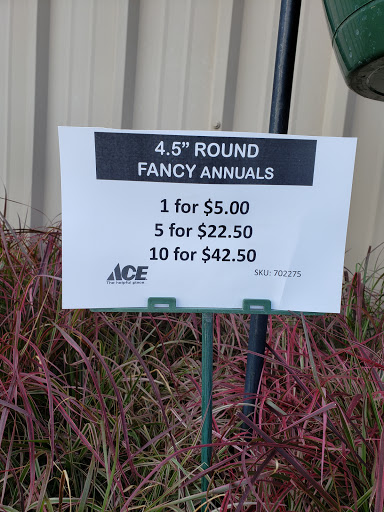 4.5” ROUND
FANCY ANNUALS
1 for $5.00
5 for $22.50
10 for $42.50
ACE
The helpful place
SKU: 702275